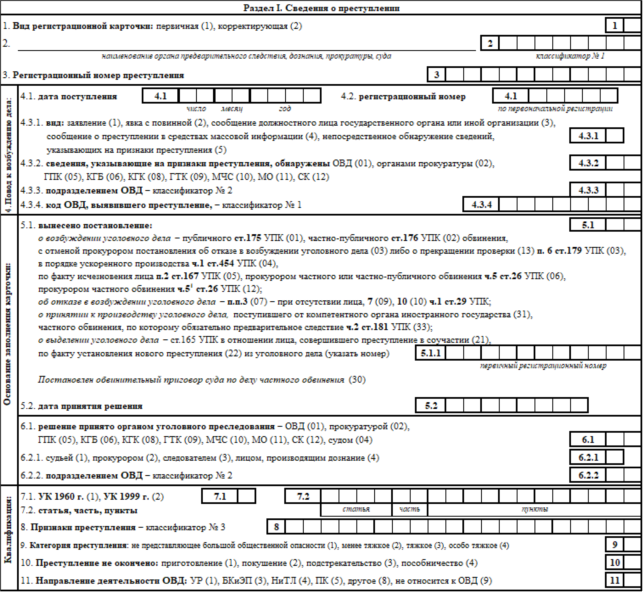 Раздел I. Сведения о преступлении
1. Вид регистрационной карточки: первичная (1), корректирующая (2) 1
2. 2
наименование органа предварительного следствия, дознания, прокуратуры, суда классификатор № 1
3. Регистрационный номер преступления 3
4. Повод к возбуждению дела:
4.1. дата поступления 4.1 4.2. регистрационный номер 4.1
число месяц год по первоначальной регистрации
4.3.1. вид: заявление (1), явка с повинной (2), сообщение должностного лица государственного органа или иной организации (3),
сообщение о преступлении в средствах массовой информации (4), непосредственное обнаружение сведений, 4.3.1
указывающих на признаки преступления (5)
4.3.2. сведения, указывающие на признаки преступления, обнаружены ОВД (01), органами прокуратуры (02), 4.3.2
ГПК (05), КГБ (06), КГК (08), ГТК (09), МЧС (10), МО (11), СК (12)
4.3.3. подразделением ОВД – классификатор № 2 4.3.3
4.3.4. код ОВД, выявившего преступление, – классификатор № 1 4.3.4
Основание заполнения карточки:
5.1. вынесено постановление: 5.1
о возбуждении уголовного дела – публичного ст.175 УПК (01), частно-публичного ст.176 УПК (02) обвинения,
с отменой прокурором постановления об отказе в возбуждении уголовного дела (03) либо о прекращении проверки (13) п. 6 ст.179 УПК (03),
в порядке ускоренного производства ч.1 ст.454 УПК (04),
по факту исчезновения лица п.2 ст.167 УПК (05), прокурором частного или частно-публичного обвинения ч.5 ст.26 УПК (06),
прокурором частного обвинения ч.5¹ ст.26 УПК (12);
об отказе в возбуждении уголовного дела – п.п.3 (07) – при отсутствии лица, 7 (09), 10 (10) ч.1 ст.29 УПК;
о принятии к производству уголовного дела, поступившего от компетентного органа иностранного государства (31),
частного обвинения, по которому обязательно предварительное следствие ч.2 ст.181 УПК (33);
о выделении уголовного дела – ст.165 УПК в отношении лица, совершившего преступление в соучастии (21),
по факту установления нового преступления (22) из уголовного дела (указать номер) 5.1.1
первичный регистрационный номер
Постановлен обвинительный приговор суда по делу частного обвинения (30)
5.2. дата принятия решения 5.2
6.1. решение принято органом уголовного преследования – ОВД (01), прокуратурой (02),
ГПК (05), КГБ (06), КГК (08), ГТК (09), МЧС (10), МО (11), СК (12), судом (04) 6.1
6.2.1. судьей (1), прокурором (2), следователем (3), лицом, производящим дознание (4) 6.2.1
6.2.2. подразделением ОВД – классификатор № 2 6.2.2
Квалификация:
7.1. УК 1960 г. (1), УК 1999 г. (2) 7.1 7.2
7.2. статья, часть, пункты статья часть пункты
8. Признаки преступления – классификатор № 3 8
9. Категория преступления: не представляющее большой общественной опасности (1), менее тяжкое (2), тяжкое (3), особо тяжкое (4) 9
10. Преступление не окончено: приготовление (1), покушение (2), подстрекательство (3), пособничество (4) 10
11. Направление деятельности ОВД: УР (1), БКиЭП (3), НиТЛ (4), ПК (5), другое (8), не относится к ОВД (9) 11